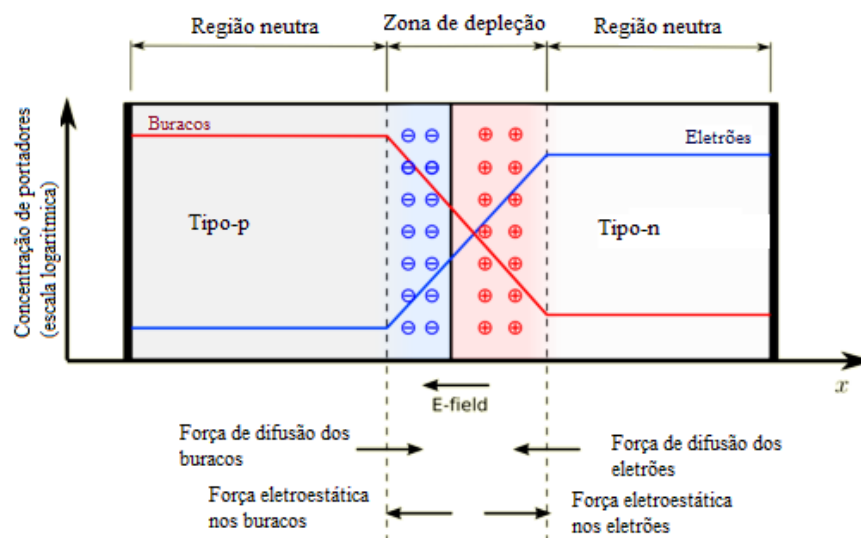 Região neutra
Zona de depleção
Região neutra
Concentração de portadores
(escala logaritmica)
Buracos
Eletrões
Tipo-p
Tipo-n
x
E-field
Força de difusão dos
buracos
Força de difusão dos
eletrões
Força eletroestática
nos buracos
Força eletroestática
nos eletrões